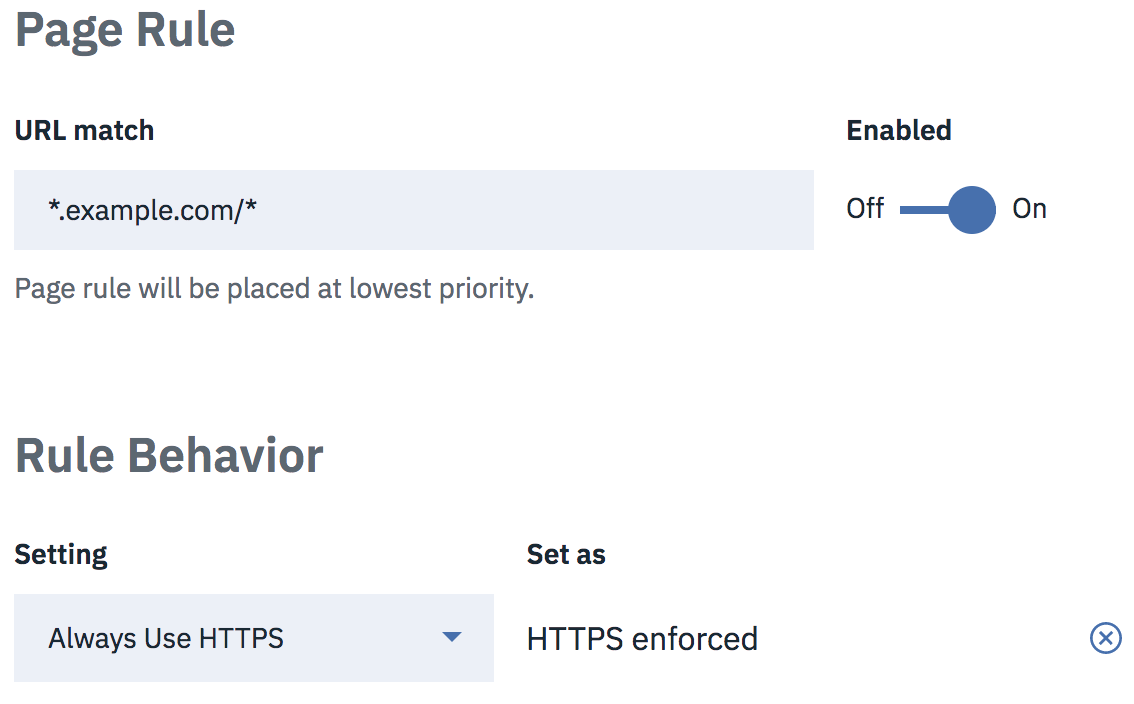 Page Rule
URL match
Enabled
*.example.com/*
Off On
Page rule will be placed at lowest priority.
Rule Behavior
Setting
Set as
Always Use HTTPS
HTTPS enforced